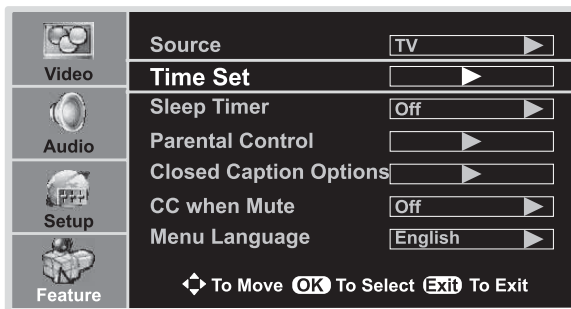 Video
Audio
Setup
Feature
Source TV
Time Set
Sleep Timer Off
Parental Control
Closed Caption Options
CC when Mute Off
Menu Language English
To Move OK To Select Exit To Exit